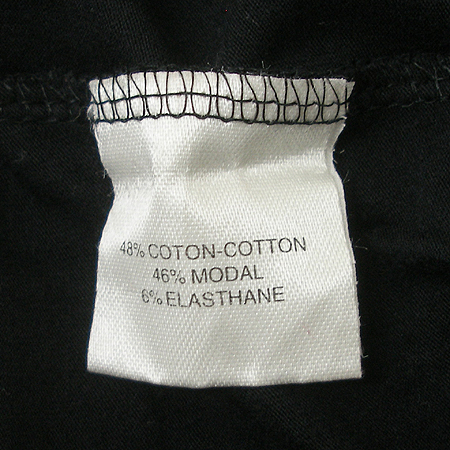 48% COTON-COTTON
46% MODAL
6% ELASTHANE